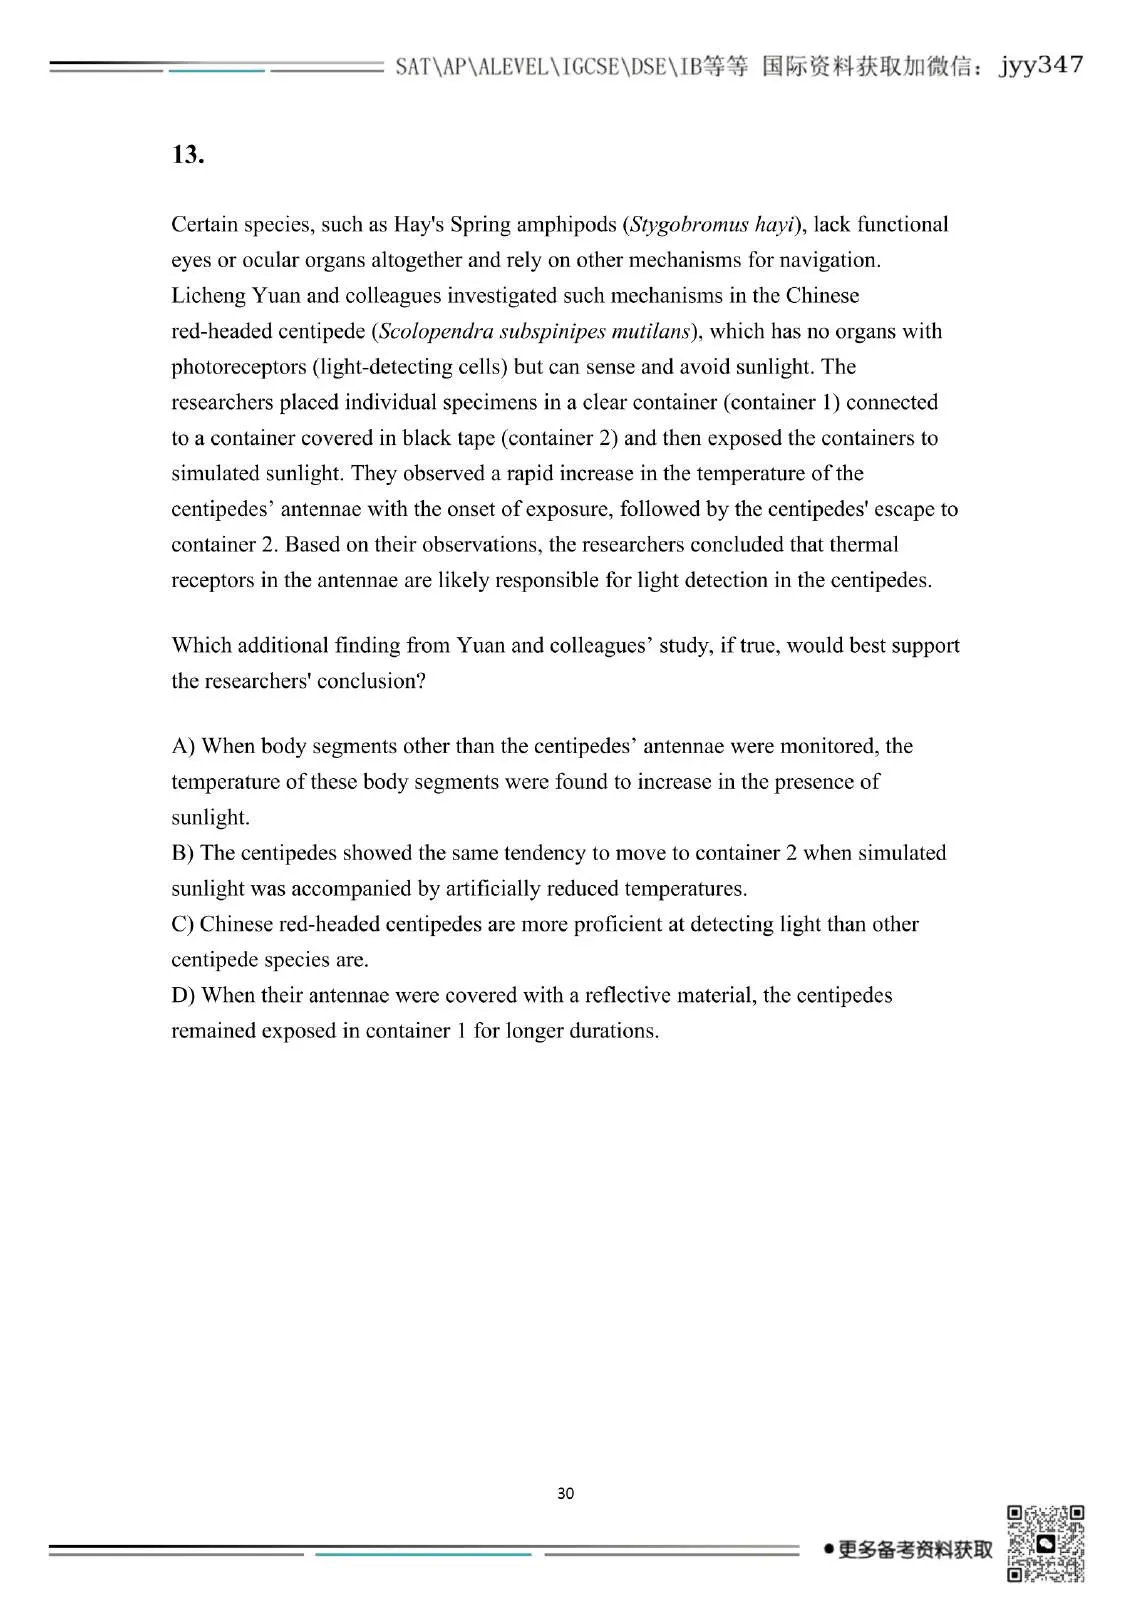 SAT\AP\ALEVEL\IGCSE\DSE\IB等等 国际资料获取加微信: jyy347
13.
Certain species, such as Hay's Spring amphipods (Stygobromus hayi), lack functional
eyes or ocular organs altogether and rely on other mechanisms for navigation.
Licheng Yuan and colleagues investigated such mechanisms in the Chinese
red-headed centipede (Scolopendra subspinipes mutilans), which has no organs with
photoreceptors (light-detecting cells) but can sense and avoid sunlight. The
researchers placed individual specimens in a clear container (container 1) connected
to a container covered in black tape (container 2) and then exposed the containers to
simulated sunlight. They observed a rapid increase in the temperature of the
centipedes’ antennae with the onset of exposure, followed by the centipedes' escape to
container 2. Based on their observations, the researchers concluded that thermal
receptors in the antennae are likely responsible for light detection in the centipedes.
Which additional finding from Yuan and colleagues’ study, if true, would best support
the researchers' conclusion?
A) When body segments other than the centipedes’ antennae were monitored, the
temperature of these body segments were found to increase in the presence of
sunlight.
B) The centipedes showed the same tendency to move to container 2 when simulated
sunlight was accompanied by artificially reduced temperatures.
C) Chinese red-headed centipedes are more proficient at detecting light than other
centipede species are.
D) When their antennae were covered with a reflective material, the centipedes
remained exposed in container 1 for longer durations.
30
●更多备考资料获取